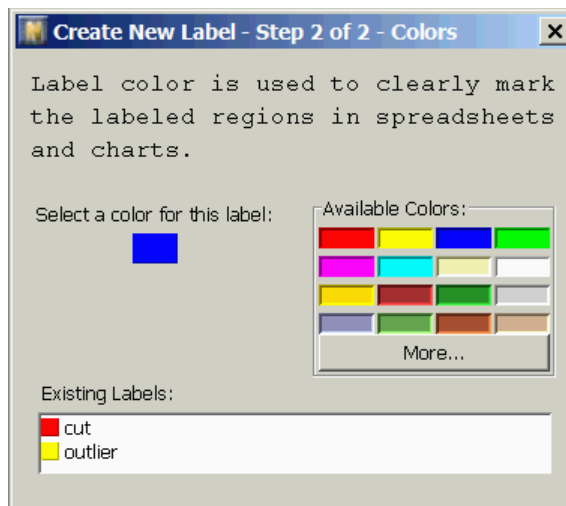 Create New Label - Step 2 of 2 - Colors
Label color is used to clearly mark
the labeled regions in spreadsheets
and charts.
Select a color for this label:
Available Colors:
More...
Existing Labels:
cut
outlier